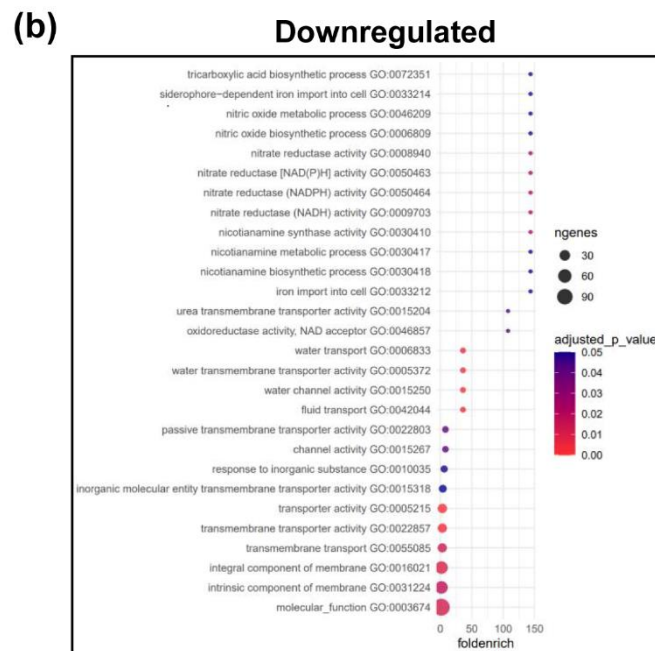 (b)
Downregulated
tricarboxylic acid biosynthetic process GO:0072351
siderophore−dependent iron import into cell GO:0033214
nitric oxide metabolic process GO:0046209
nitric oxide biosynthetic process GO:0006809
nitrate reductase activity GO:0008940
nitrate reductase [NAD(P)H] activity GO:0050463
nitrate reductase (NADPH) activity GO:0050464
nitrate reductase (NADH) activity GO:0009703
nicotianamine synthase activity GO:0030410
nicotianamine metabolic process GO:0030417
nicotianamine biosynthetic process GO:0030418
iron import into cell GO:0033212
urea transmembrane transporter activity GO:0015204
oxidoreductase activity, NAD acceptor GO:0046857
water transport GO:0006833
water transmembrane transporter activity GO:0005372
water channel activity GO:0015250
fluid transport GO:0042044
passive transmembrane transporter activity GO:0022803
channel activity GO:0015267
response to inorganic substance GO:0010035
inorganic molecular entity transmembrane transporter activity GO:0015318
transporter activity GO:0005215
transmembrane transporter activity GO:0022857
transmembrane transport GO:0055085
integral component of membrane GO:0016021
intrinsic component of membrane GO:0031224
molecular_function GO:0003674
0 50 100 150
foldenrich
ngenes
30
60
90
adjusted_p_value
0.05
0.04
0.03
0.02
0.01
0.00